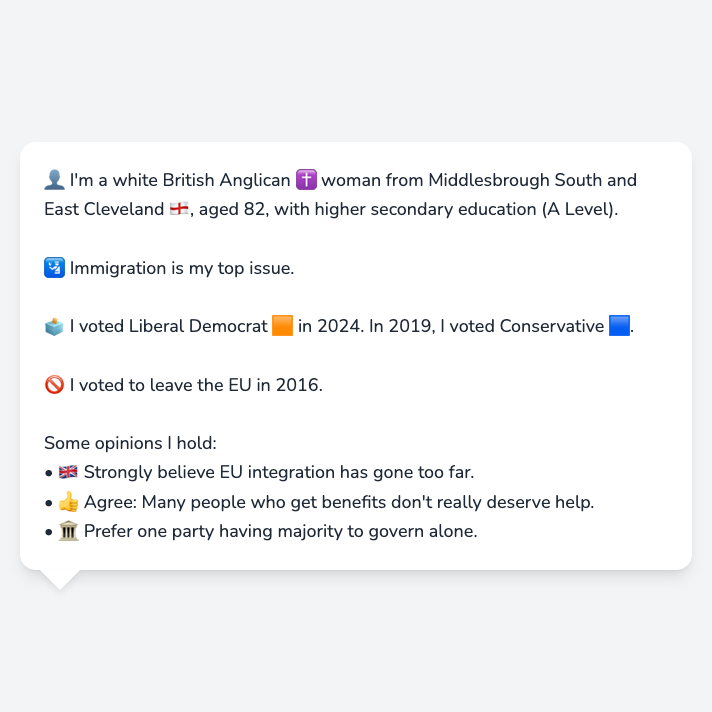 👤 I'm a white British Anglican ✝️ woman from Middlesbrough South and
East Cleveland 🏴󠁧󠁢󠁥󠁮󠁧󠁿, aged 82, with higher secondary education (A Level).
🛂 Immigration is my top issue.
🗳️ I voted Liberal Democrat 🟧 in 2024. In 2019, I voted Conservative 🟦.
🚫 I voted to leave the EU in 2016.
Some opinions I hold:
• 🇬🇧 Strongly believe EU integration has gone too far.
• 👍 Agree: Many people who get benefits don't really deserve help.
• 🏛️ Prefer one party having majority to govern alone.